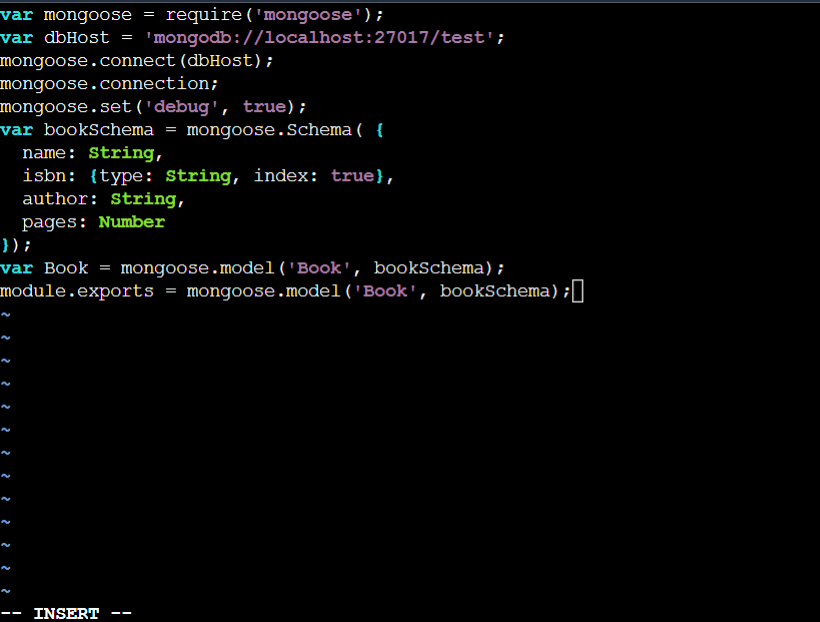 var mongoose = require('mongoose');
var dbHost = 'mongodb://localhost:27017/test';
mongoose.connect(dbHost);
mongoose.connection;
mongoose.set('debug', true);
var bookSchema = mongoose.Schema( {
  name: String,
  isbn: {type: String, index: true},
  author: String,
  pages: Number
});
var Book = mongoose.model('Book', bookSchema);
module.exports = mongoose.model('Book', bookSchema);
~
~
~
~
~
~
~
~
~
~
~
~
~
-- INSERT --